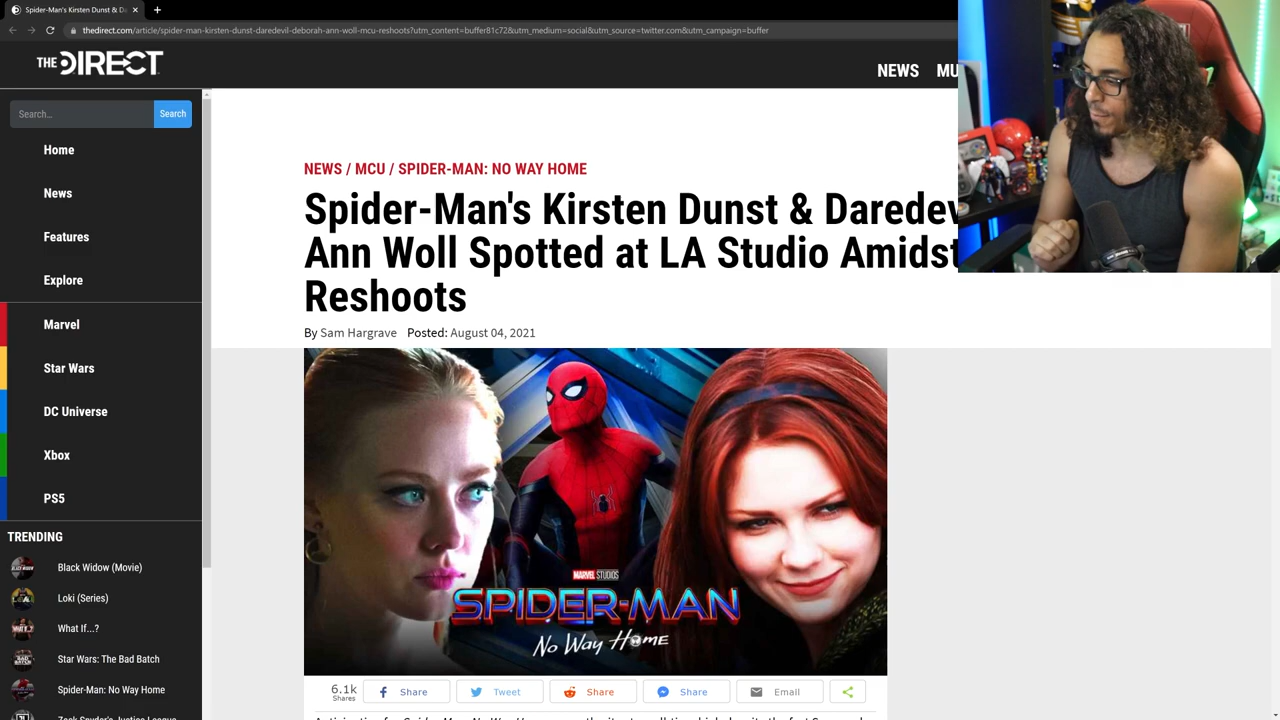 Spider-Man's Kirsten Dunst & Da
thedirect.com/article/spider-man-kirsten-dunst-daredevil-deborah-ann-woll-mcu-reshoots?utm_content=buffer81c72&utm_medium=social&utm_source=twitter.com&utm_campaign=buffer
THE DIRECT
NEWS MU
Search...
Search
Home
News
Features
Explore
Marvel
Star Wars
DC Universe
Xbox
PS5
TRENDING
Black Widow (Movie)
Loki (Series)
What If...?
Star Wars: The Bad Batch
Spider-Man: No Way Home
NEWS / MCU / SPIDER-MAN: NO WAY HOME
Spider-Man's Kirsten Dunst & Daredev
Ann Woll Spotted at LA Studio Amidst
Reshoots
By Sam Hargrave Posted: August 04, 2021
MARVEL STUDIOS
SPIDER-MAN
No Way Home
6.1k
Shares
Share
Tweet
Share
Share
Email